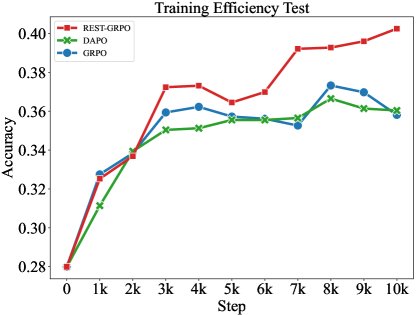 Training Efficiency Test
REST-GRPO
DAPO
GRPO
0.40
0.38
0.36
0.34
0.32
0.30
0.28
Accuracy
0 1k 2k 3k 4k 5k 6k 7k 8k 9k 10k
Step